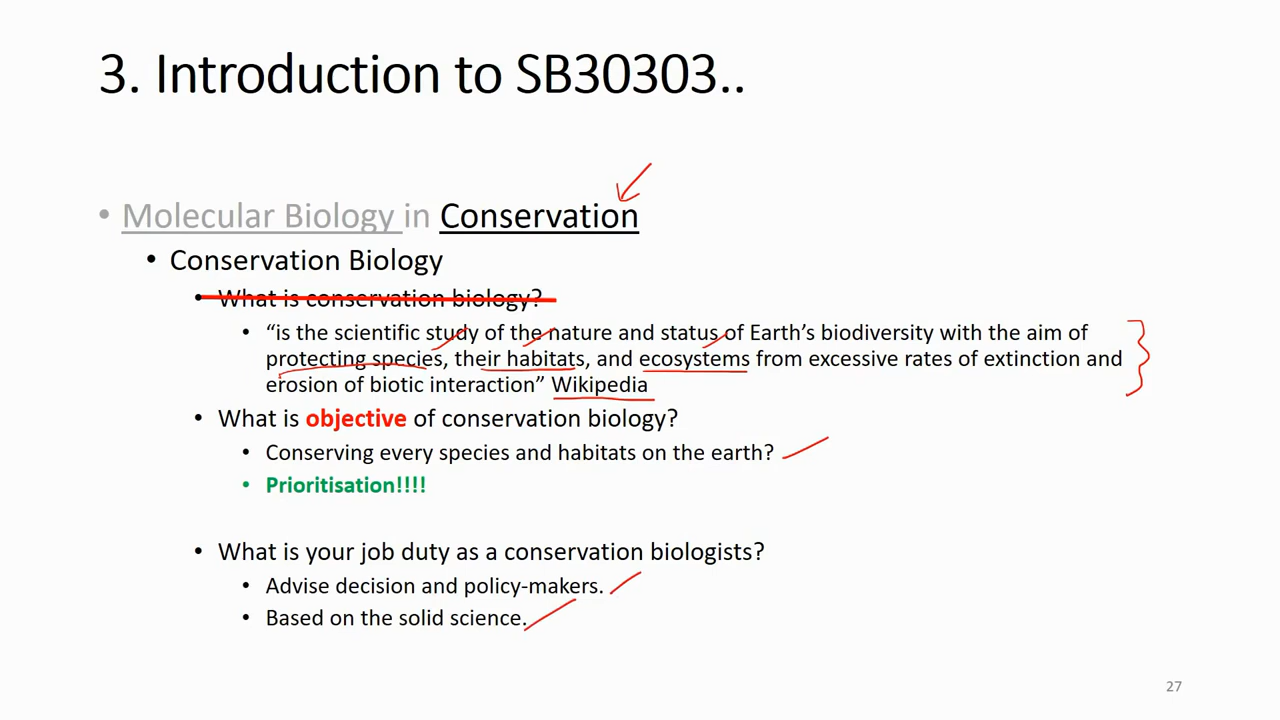 3. Introduction to SB30303..
• Molecular Biology in Conservation
• Conservation Biology
• What is conservation biology?
• “is the scientific study of the nature and status of Earth’s biodiversity with the aim of
protecting species, their habitats, and ecosystems from excessive rates of extinction and
erosion of biotic interaction” Wikipedia
• What is objective of conservation biology?
• Conserving every species and habitats on the earth?
• Prioritisation!!!!
• What is your job duty as a conservation biologists?
• Advise decision and policy-makers.
• Based on the solid science.
27